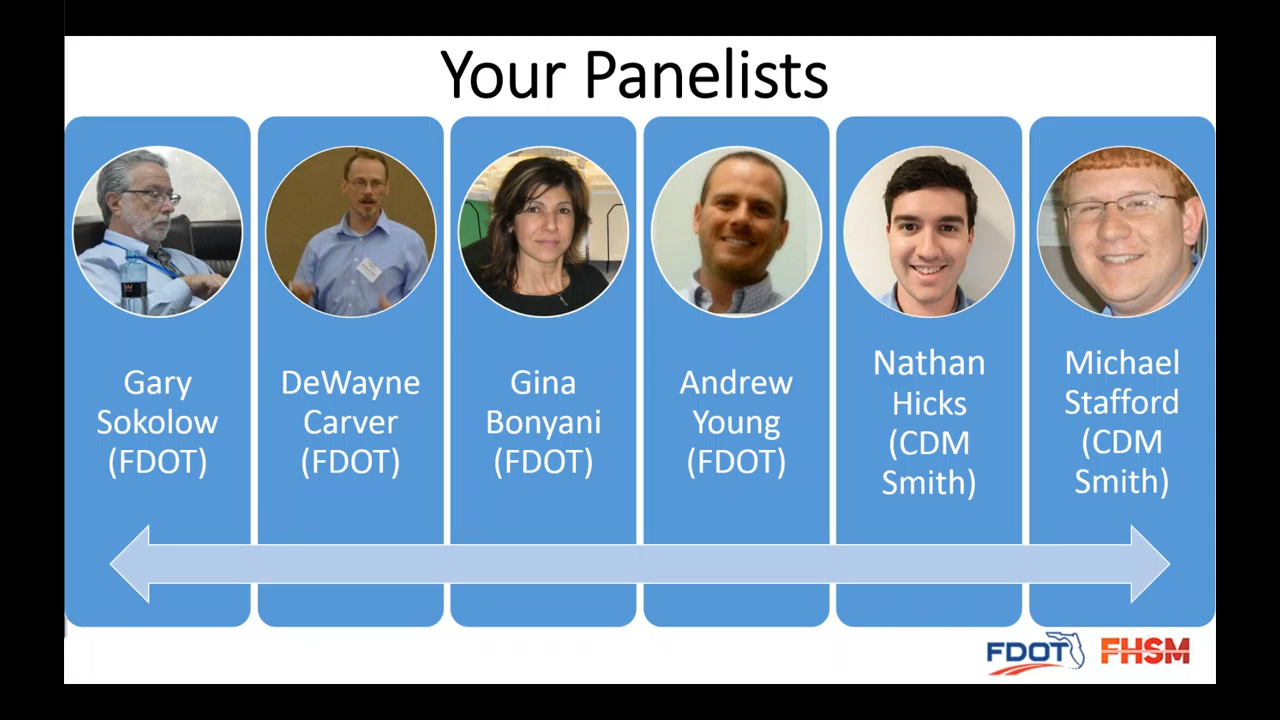 Your Panelists
Gary
Sokolow
(FDOT)
DeWayne
Carver
(FDOT)
Gina
Bonyani
(FDOT)
Andrew
Young
(FDOT)
Nathan
Hicks
(CDM
Smith)
Michael
Stafford
(CDM
Smith)
FDOT
FHSM